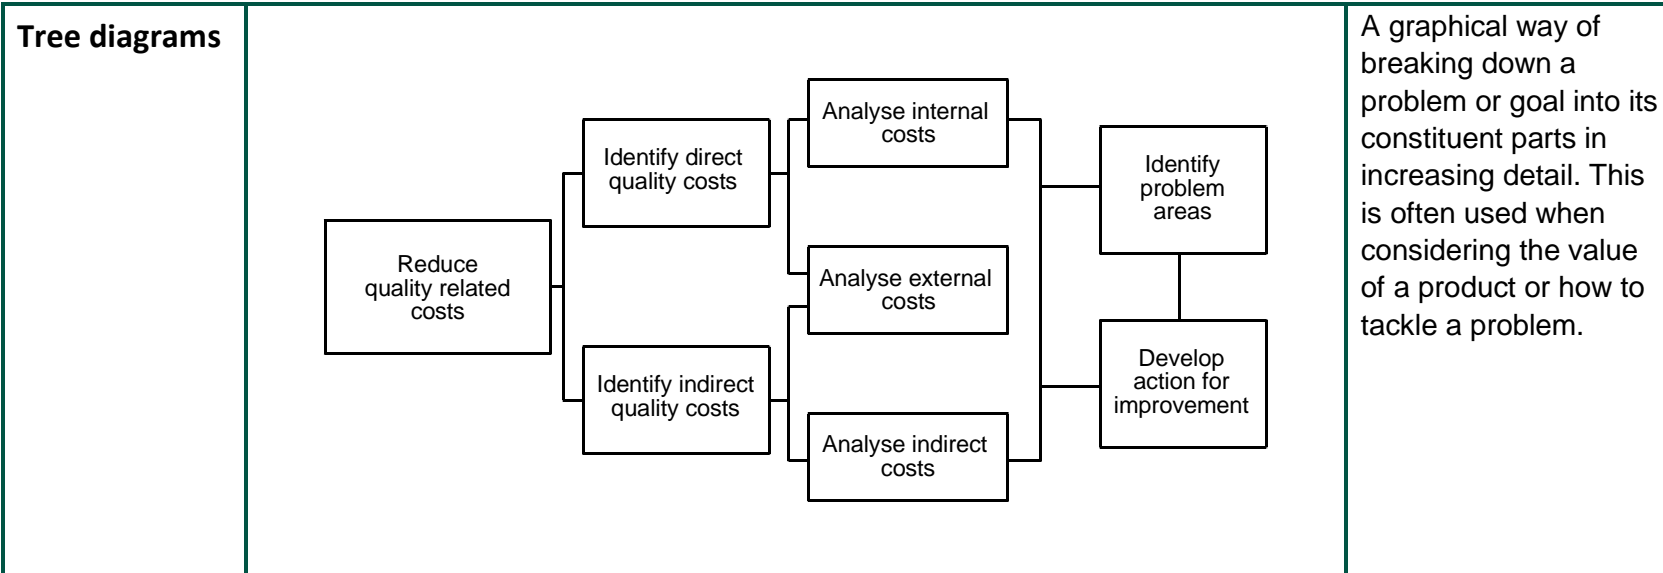 Tree diagrams
Reduce
quality related
costs
Identify direct
quality costs
Identify indirect
quality costs
Analyse internal
costs
Analyse external
costs
Analyse indirect
costs
Identify
problem
areas
Develop
action for
improvement
A graphical way of
breaking down a
problem or goal into its
constituent parts in
increasing detail. This
is often used when
considering the value
of a product or how to
tackle a problem.